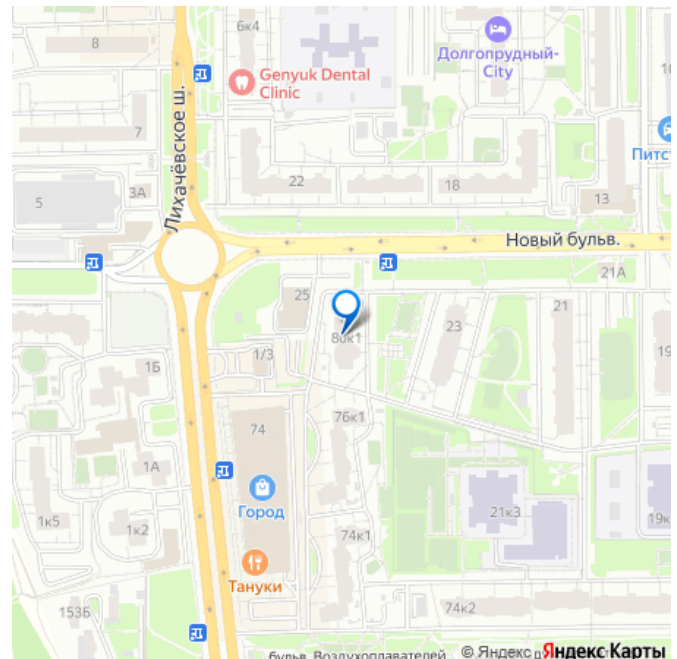 8
6к4
Genyuk Dental
Clinic
Долгопрудный-
City
Лихачёвское ш.
7
22
18
3А
5
13
Новый бульв.
21А
25
80к1
23
21
19
1/3
1Б
76к1
74
1А
Город
1к5
1к2
74к1
21к3
19к
Тануки
74к2
153Б
бульв. Воздухоплавателей
© Яндекс
Яндекс Карты